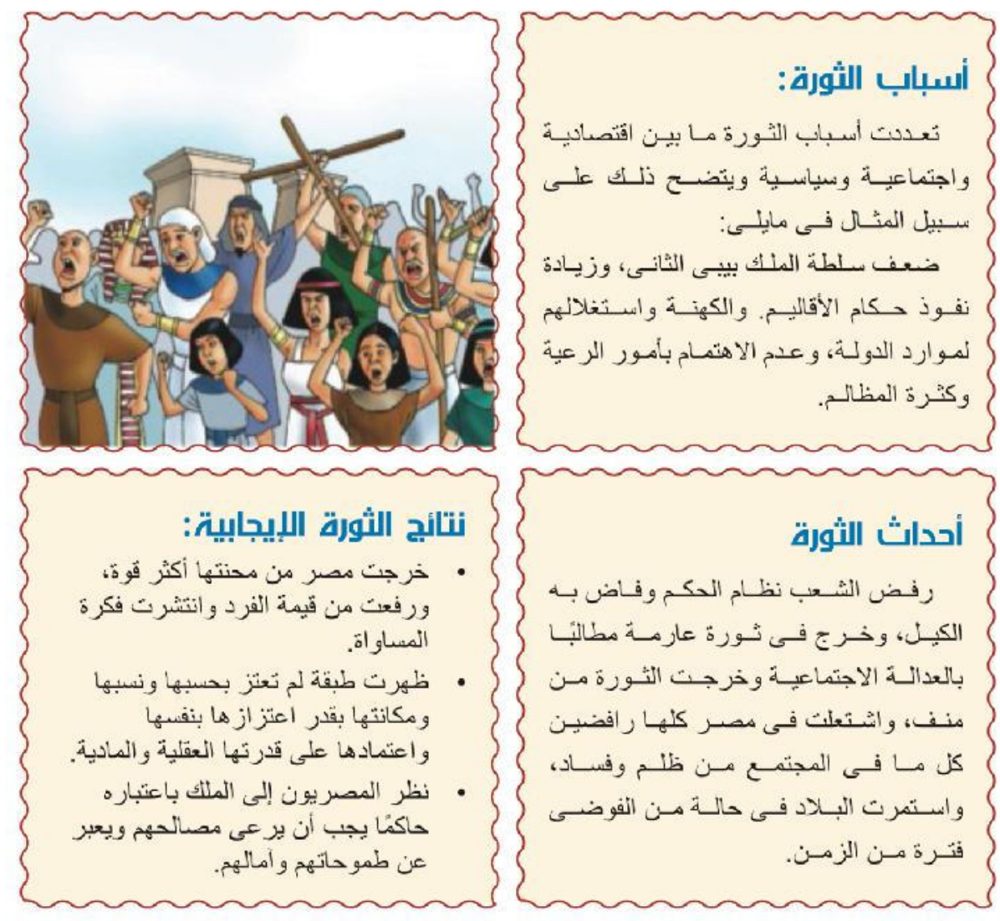 أسباب الثورة:
تعددت أسباب الثورة ما بين اقتصادية
واجتماعية وسياسية ويتضح ذلك على
سبيل المثال فى مايلى:
ضعف سلطة الملك بيبى الثانى، وزيادة
نفوذ حكام الأقاليم. والكهنة واستغلالهم
لموارد الدولة، وعدم الاهتمام بأمور الرعية
وكثرة المظالم.
أحداث الثورة
رفض الشعب نظام الحكم وفاض به
الكيل، وخرج فى ثورة عارمة مطالبًا
بالعدالة الاجتماعية وخرجت الثورة من
منف، واشتعلت فى مصر كلها رافضين
كل ما فى المجتمع من ظلم وفساد،
واستمرت البلاد فى حالة من الفوضى
فترة من الزمن.
نتائج الثورة الإيجابية:
• خرجت مصر من محنتها أكثر قوة،
ورفعت من قيمة الفرد وانتشرت فكرة
المساواة.
• ظهرت طبقة لم تعتز بحسبها ونسبها
ومكانتها بقدر اعتزازها بنفسها
واعتمادها على قدرتها العقلية والمادية.
• نظر المصريون إلى الملك باعتباره
حاكمًا يجب أن يرعى مصالحهم ويعبر
عن طموحاتهم وآمالهم.